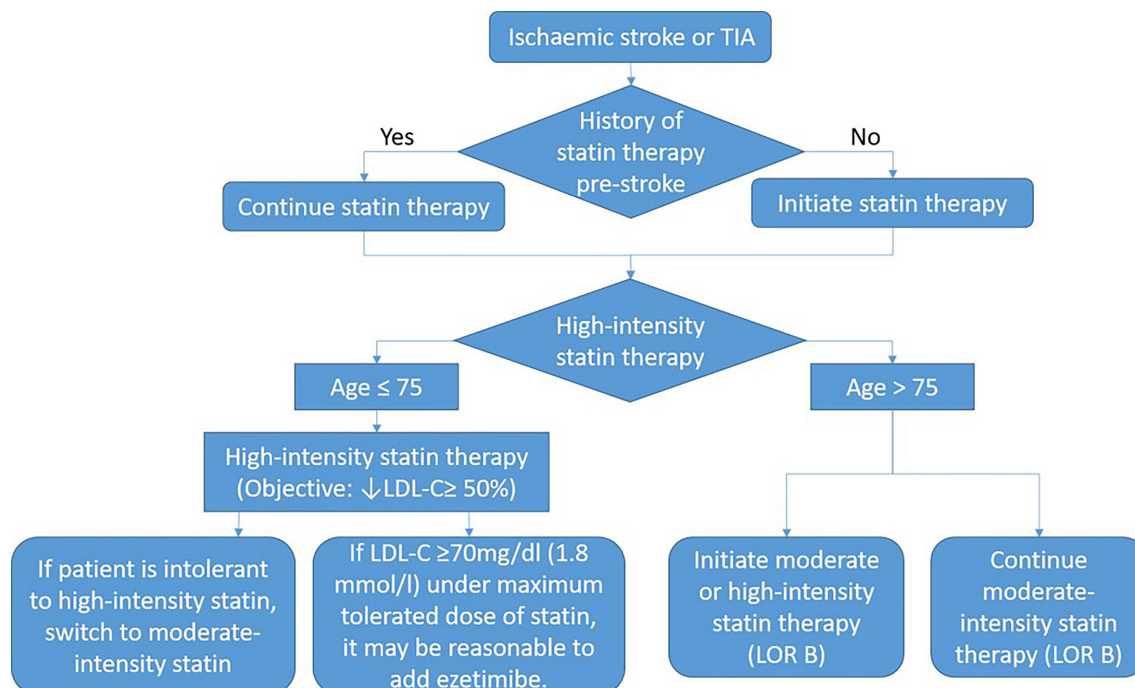 Ischaemic stroke or TIA
History of
statin therapy
pre-stroke
Yes
No
Continue statin therapy
Initiate statin therapy
High-intensity
statin therapy
Age ≤ 75
Age > 75
High-intensity statin therapy
(Objective: ↓LDL-C≥ 50%)
If patient is intolerant
to high-intensity statin,
switch to moderate-
intensity statin
If LDL-C ≥70mg/dl (1.8
mmol/l) under maximum
tolerated dose of statin,
it may be reasonable to
add ezetimibe.
Initiate moderate
or high-intensity
statin therapy
(LOR B)
Continue
moderate-
intensity statin
therapy (LOR B)